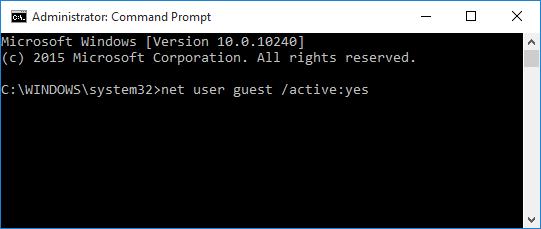 Administrator: Command Prompt
Microsoft Windows [Version 10.0.10240]
(c) 2015 Microsoft Corporation. All rights reserved.
C:\WINDOWS\system32>net user guest /active:yes